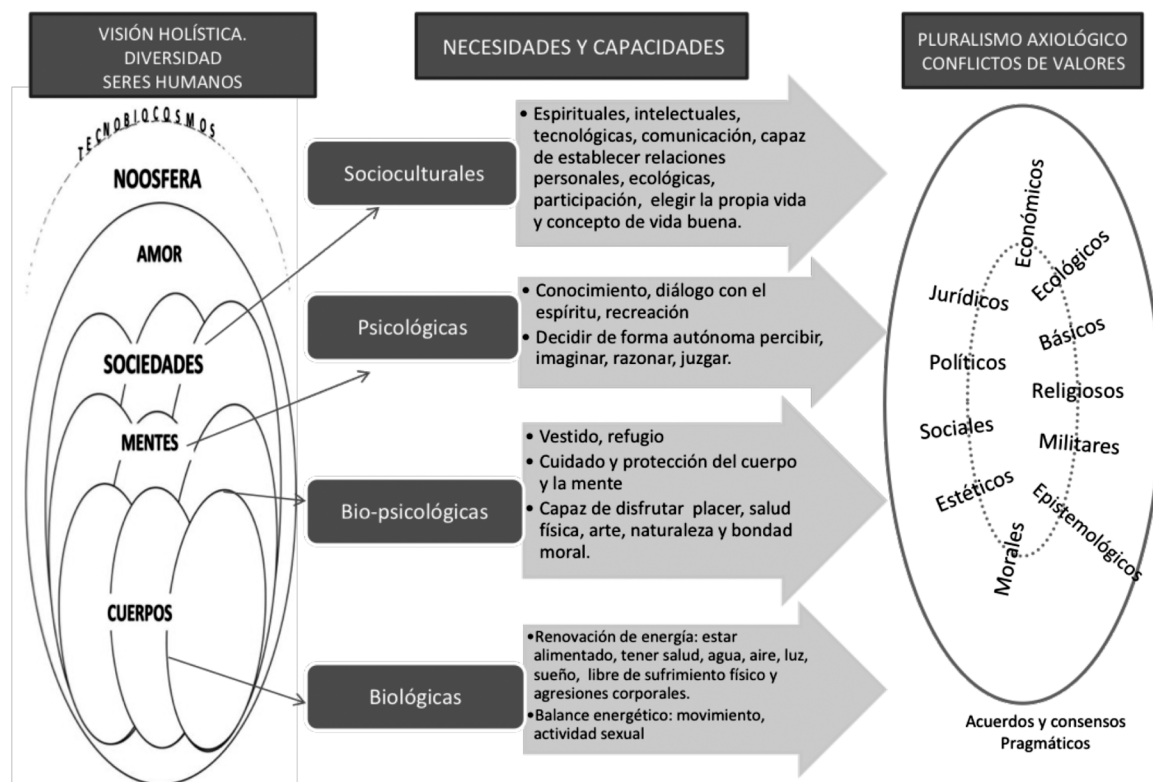 VISIÓN HOLÍSTICA.
DIVERSIDAD
SERES HUMANOS
TECNOBIOCOSMOS
NOOSFERA
AMOR
SOCIEDADES
MENTES
CUERPOS
NECESIDADES Y CAPACIDADES
Socioculturales
• Espirituales, intelectuales,
tecnológicas, comunicación, capaz
de establecer relaciones
personales, ecológicas,
participación, elegir la propia vida
y concepto de vida buena.
Psicológicas
• Conocimiento, diálogo con el
espíritu, recreación
• Decidir de forma autónoma percibir,
imaginar, razonar, juzgar.
Bio-psicológicas
• Vestido, refugio
• Cuidado y protección del cuerpo
y la mente
• Capaz de disfrutar placer, salud
física, arte, naturaleza y bondad
moral.
Biológicas
•Renovación de energía: estar
alimentado, tener salud, agua, aire, luz,
sueño, libre de sufrimiento físico y
agresiones corporales.
•Balance energético: movimiento,
actividad sexual
PLURALISMO AXIOLÓGICO
CONFLICTOS DE VALORES
Económicos
Ecológicos
Jurídicos
Básicos
Políticos
Religiosos
Sociales
Militares
Estéticos
Epistemológicos
Morales
Acuerdos y consensos
Pragmáticos